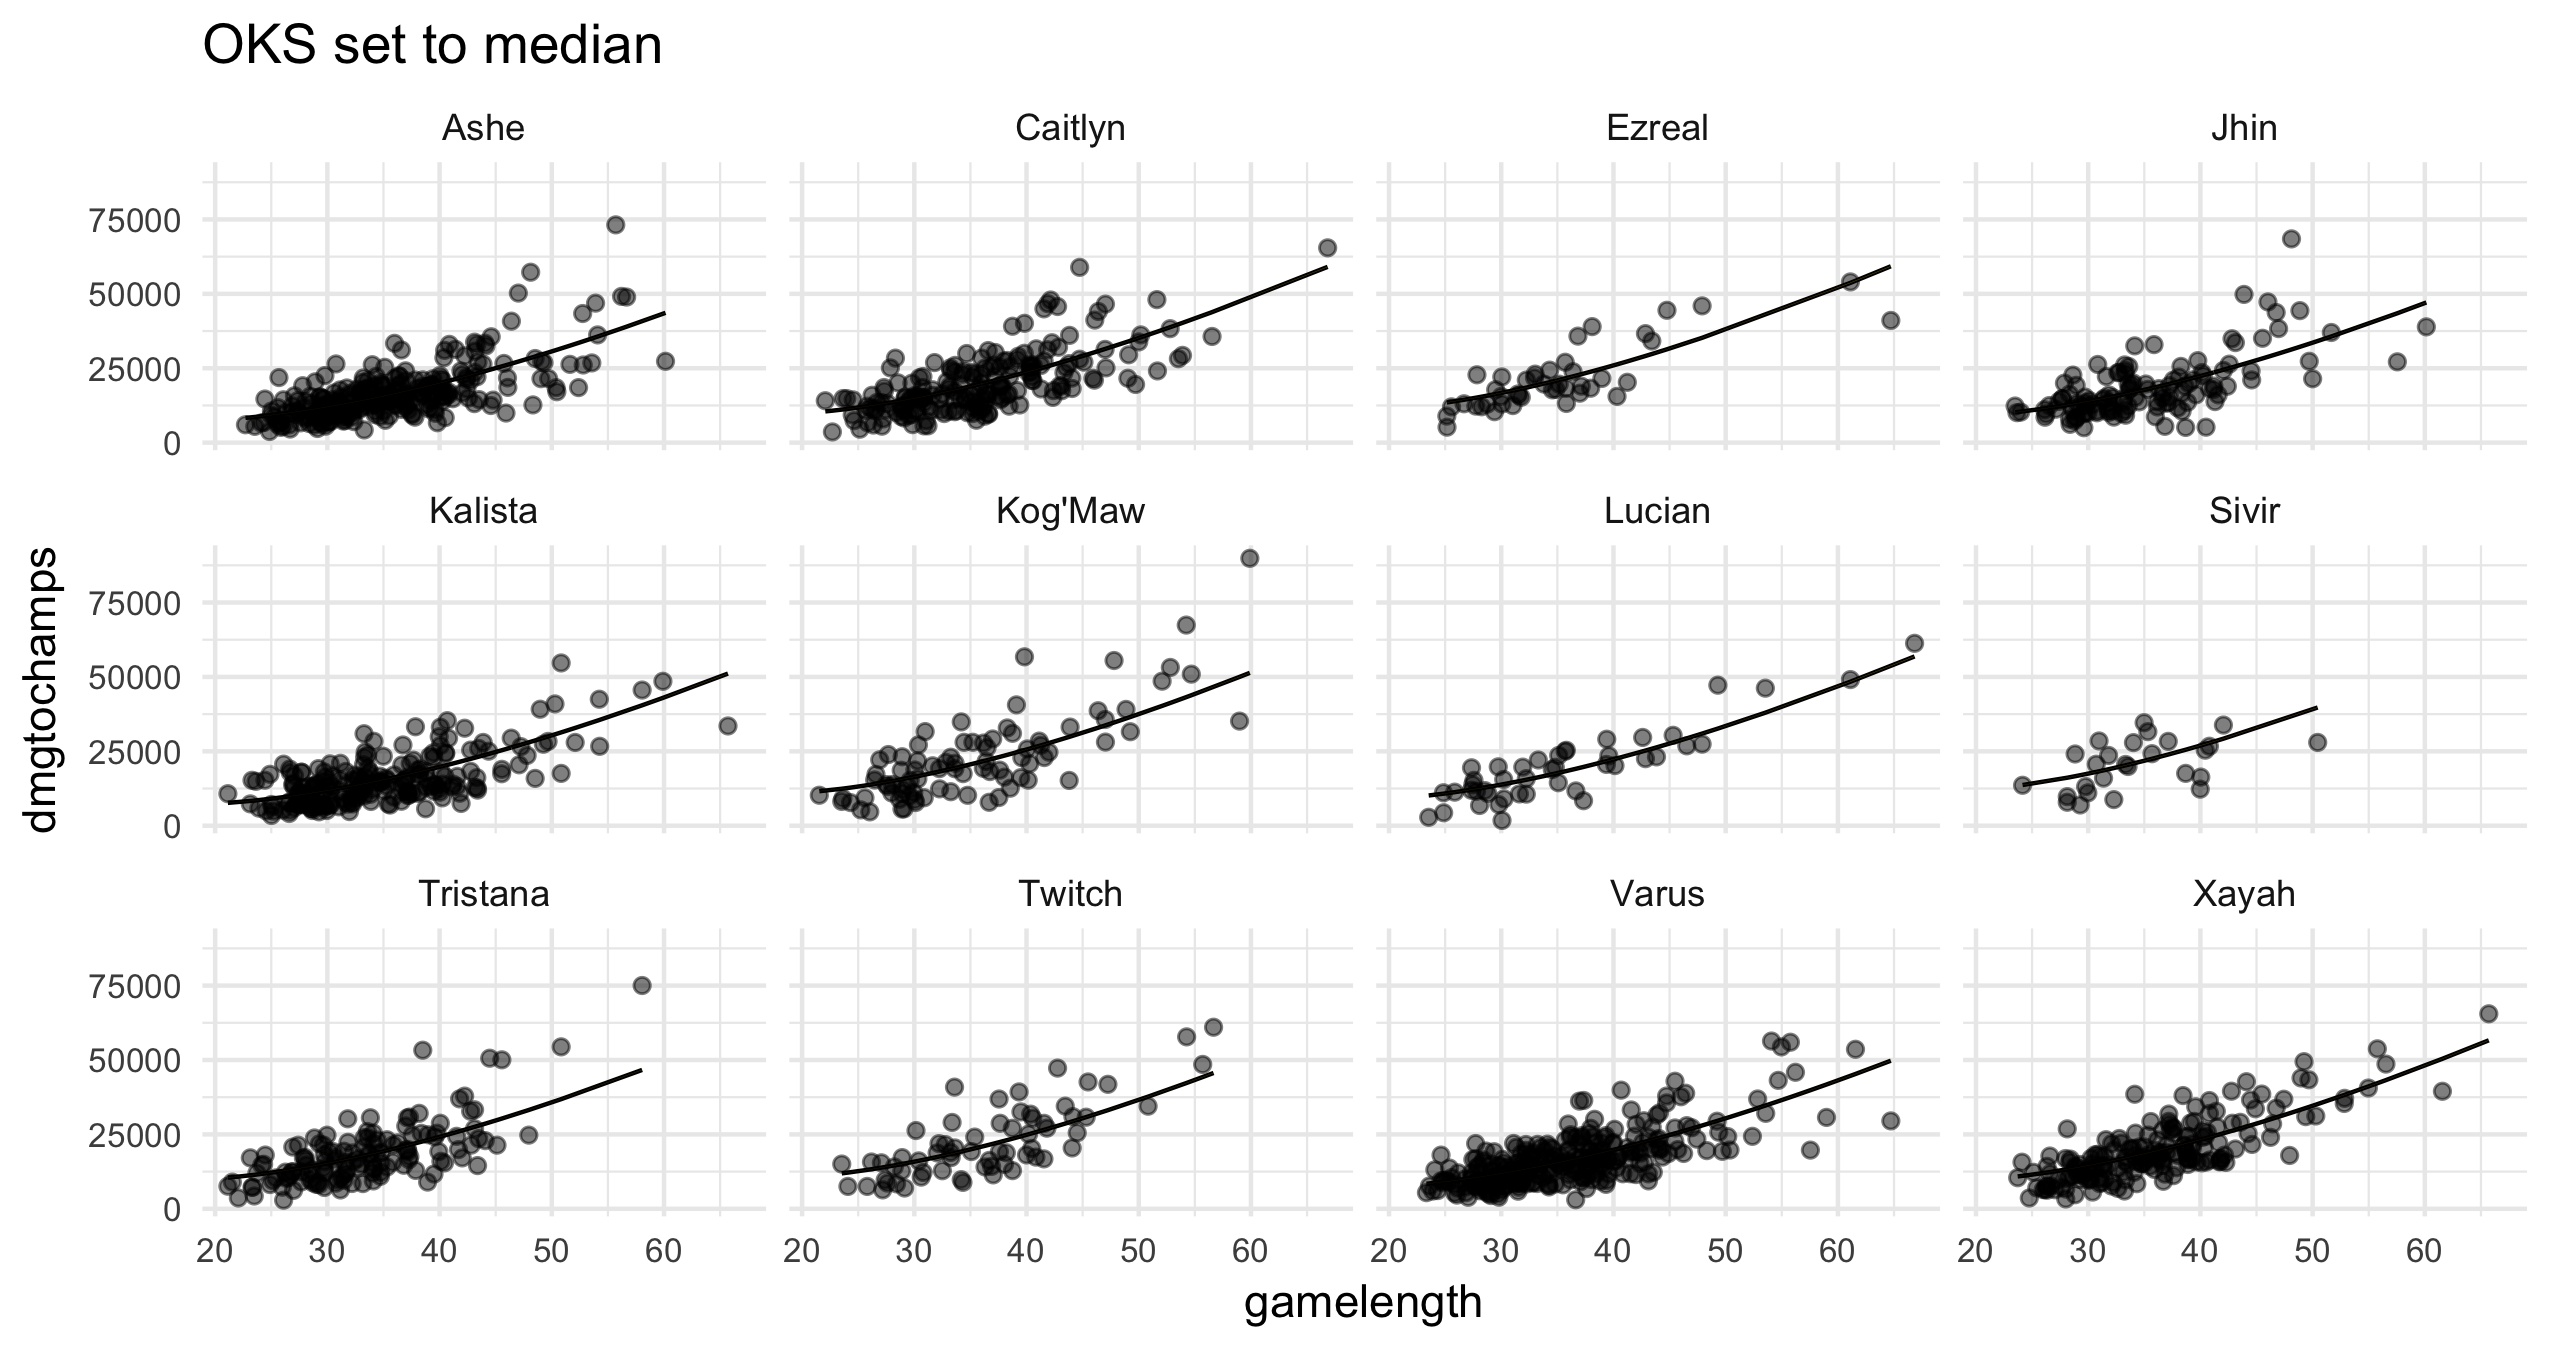 OKS set to median
Ashe Caitlyn Ezreal Jhin
75000
50000
25000
0
Kalista Kog'Maw Lucian Sivir
75000
50000
25000
0
Tristana Twitch Varus Xayah
75000
50000
25000
0
20 30 40 50 60 20 30 40 50 60 20 30 40 50 60 20 30 40 50 60
gamelength
dmgtochamps